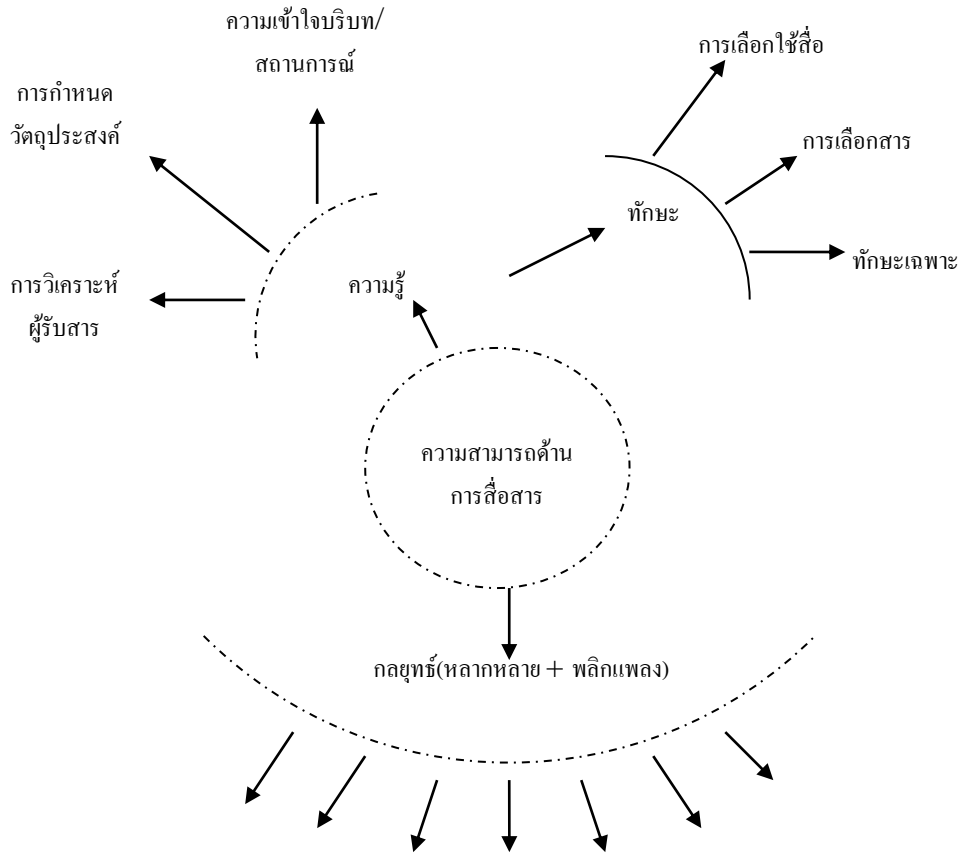 ความเข้าใจบริบท/
สถานการณ์
การเลือกใช้สื่อ
การกำหนด
วัตถุประสงค์
การเลือกสาร
ทักษะ
ทักษะเฉพาะ
การวิเคราะห์
ผู้รับสาร
ความรู้
ความสามารถด้าน
การสื่อสาร
กลยุทธ์(หลากหลาย + พลิกแพลง)